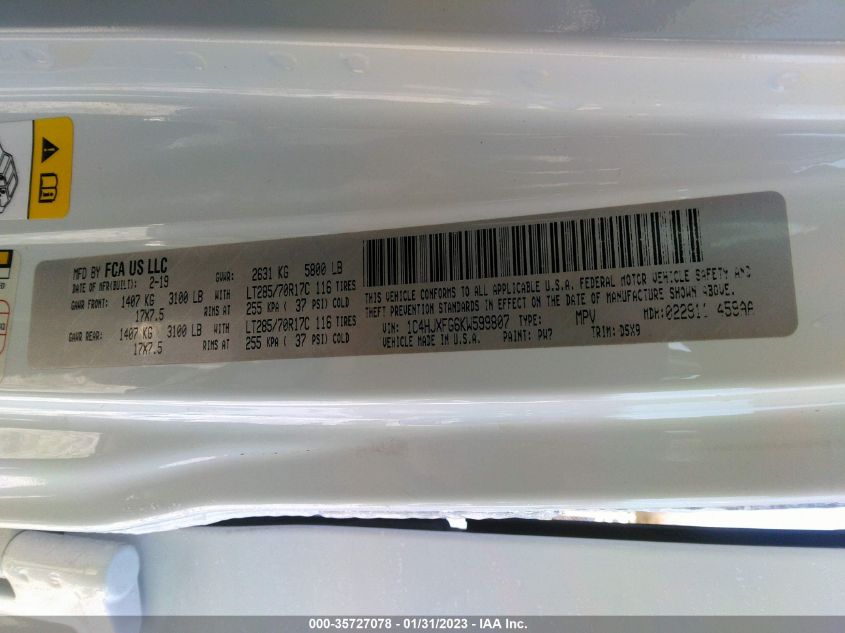 MFD BY FCA US LLC
DATE OF MFR(BUILT): 2-19 GVWR: 2631 KG 5800 LB
GAWR FRONT: 1407 KG 3100 LB WITH LT285/70R17C 116 TIRES
17X7.5 RIMS AT 255 KPA ( 37 PSI) COLD
GAWR REAR: 1407 KG 3100 LB WITH LT285/70R17C 116 TIRES
17X7.5 RIMS AT 255 KPA ( 37 PSI) COLD
THIS VEHICLE CONFORMS TO ALL APPLICABLE U.S.A. FEDERAL MOTOR VEHICLE SAFETY AND
THEFT PREVENTION STANDARDS IN EFFECT ON THE DATE OF MANUFACTURE SHOWN ABOVE.
VIN: 1C4HJXFG6KW599807 TYPE: MPV MDH:
VEHICLE MADE IN U.S.A. PAINT: PW7 TRIM: D5X9
000-35727078 - 01/31/2023 - IAA Inc.